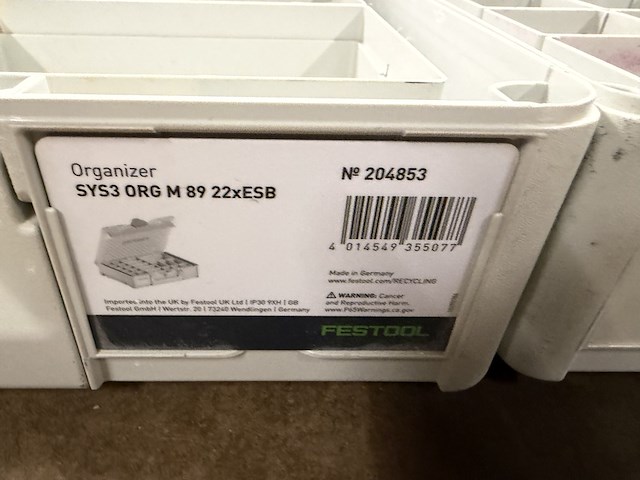 Organizer
SYS3 ORG M 89 22xESB
Nº 204853
4 014549 355077
Made in Germany
www.festool.com/RECYCLING
⚠ WARNING: Cancer
and Reproductive Harm.
www.P65Warnings.ca.gov
Importes. into the UK by Festool UK Ltd | IP30 9XH | GB
Festool GmbH | Wertstr. 20 | 73240 Wendlingen | Germany
FESTOOL